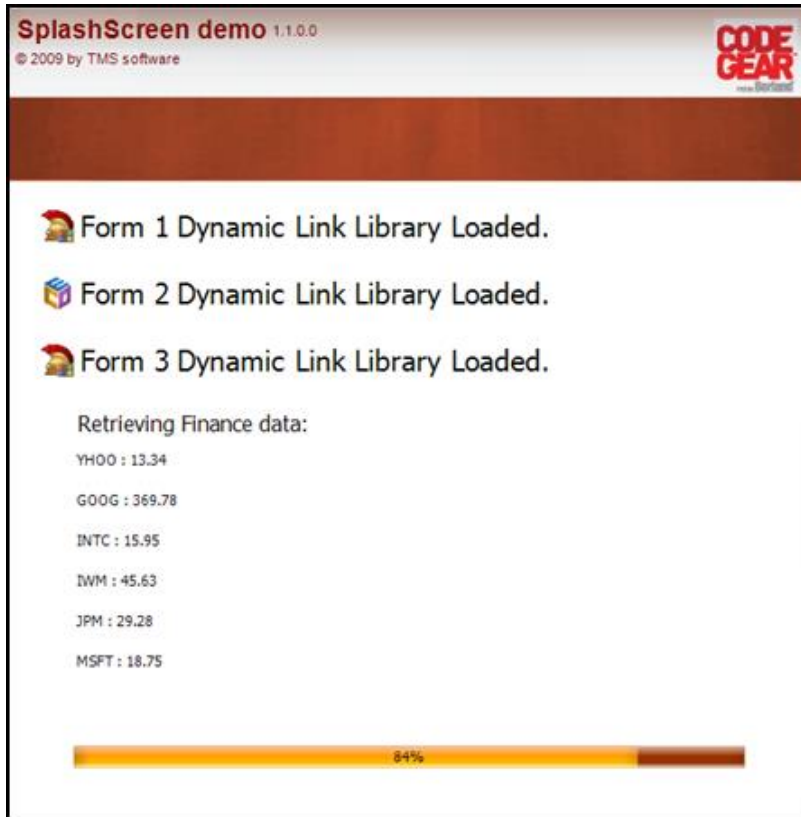 SplashScreen demo 1.1.0.0
© 2009 by TMS software
CODE
GEAR
from Borland
Form 1 Dynamic Link Library Loaded.
Form 2 Dynamic Link Library Loaded.
Form 3 Dynamic Link Library Loaded.
Retrieving Finance data:
YHOO : 13.34
GOOG : 369.78
INTC : 15.95
IWM : 45.63
JPM : 29.28
MSFT : 18.75
84%